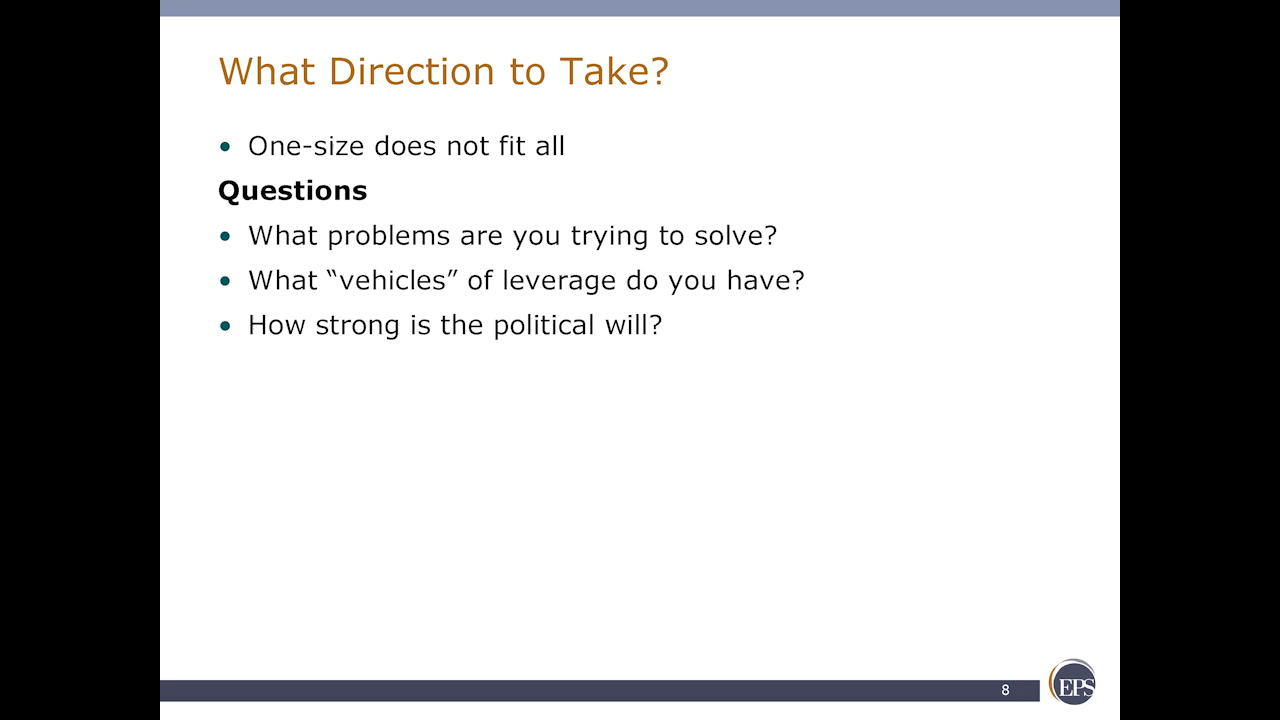 What Direction to Take?
• One-size does not fit all
Questions
• What problems are you trying to solve?
• What “vehicles” of leverage do you have?
• How strong is the political will?
8
EPS